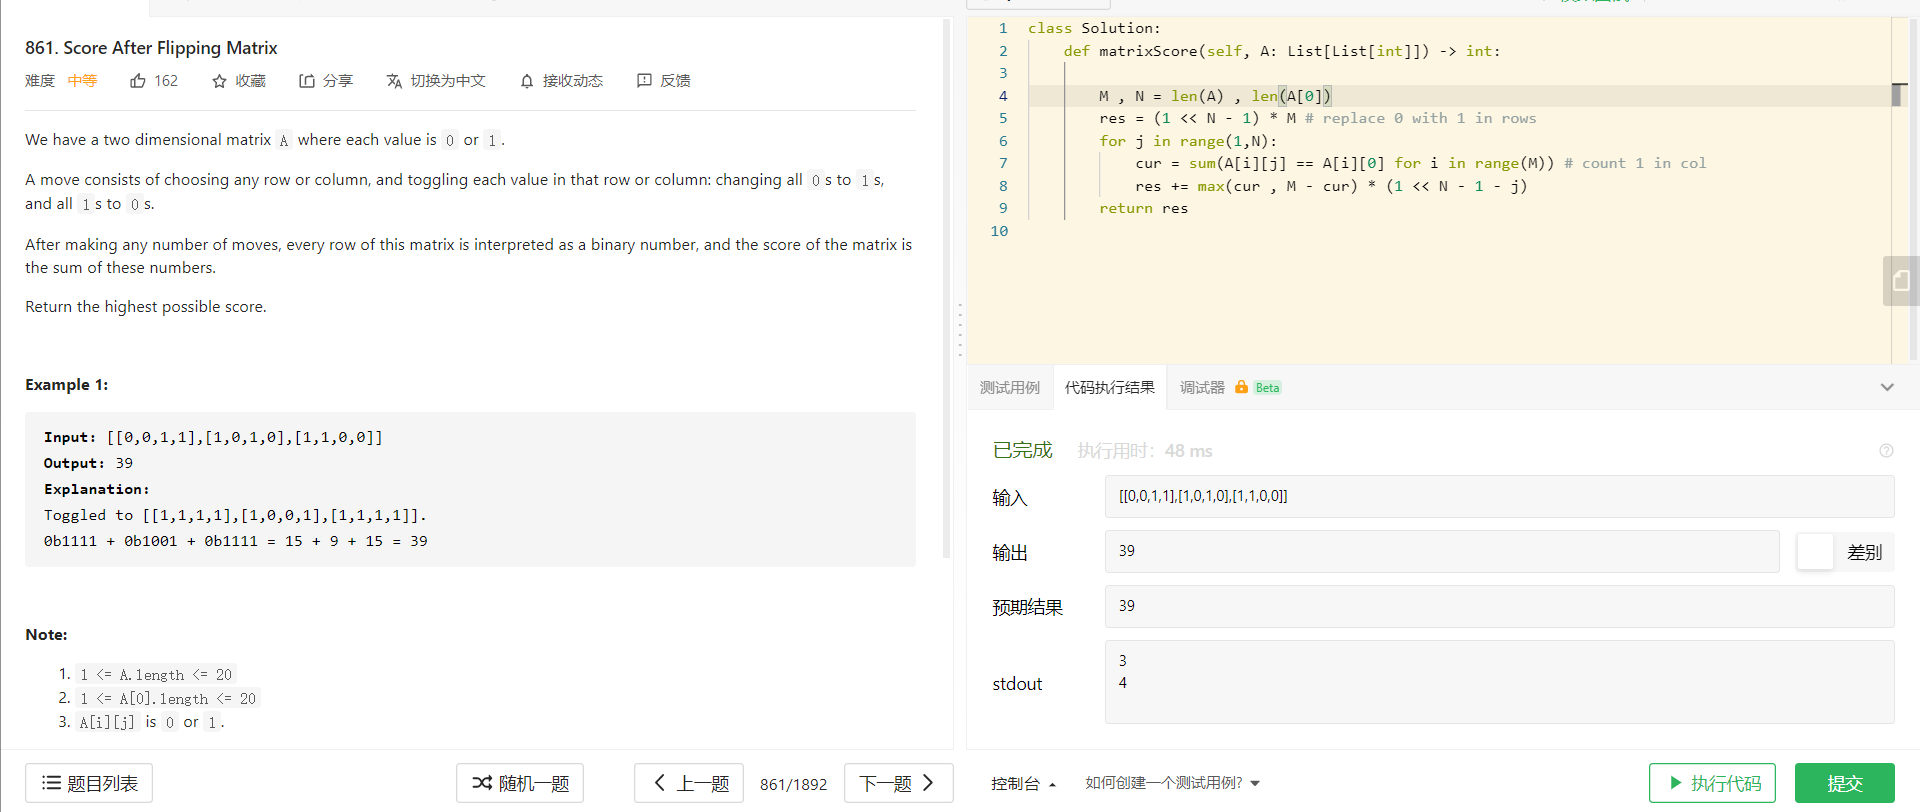 861. Score After Flipping Matrix
难度 中等 162 收藏 分享 切换为中文 接收动态 反馈
We have a two dimensional matrix A where each value is 0 or 1.
A move consists of choosing any row or column, and toggling each value in that row or column: changing all 0s to 1s,
and all 1s to 0s.
After making any number of moves, every row of this matrix is interpreted as a binary number, and the score of the matrix is
the sum of these numbers.
Return the highest possible score.
Example 1:
Input: [[0,0,1,1],[1,0,1,0],[1,1,0,0]]
Output: 39
Explanation:
Toggled to [[1,1,1,1],[1,0,0,1],[1,1,1,1]].
0b1111 + 0b1001 + 0b1111 = 15 + 9 + 15 = 39
Note:
1. 1 <= A.length <= 20
2. 1 <= A[0].length <= 20
3. A[i][j] is 0 or 1.
题目列表 随机一题 上一题 861/1892 下一题
1 class Solution:
2 def matrixScore(self, A: List[List[int]]) -> int:
3
4 M , N = len(A) , len(A[0])
5 res = (1 << N - 1) * M # replace 0 with 1 in rows
6 for j in range(1,N):
7 cur = sum(A[i][j] == A[i][0] for i in range(M)) # count 1 in col
8 res += max(cur , M - cur) * (1 << N - 1 - j)
9 return res
10
测试用例 代码执行结果 调试器 Beta
已完成 执行用时: 48 ms
输入 [[0,0,1,1],[1,0,1,0],[1,1,0,0]]
输出 39 差别
预期结果 39
stdout 3
4
控制台 如何创建一个测试用例? 执行代码 提交